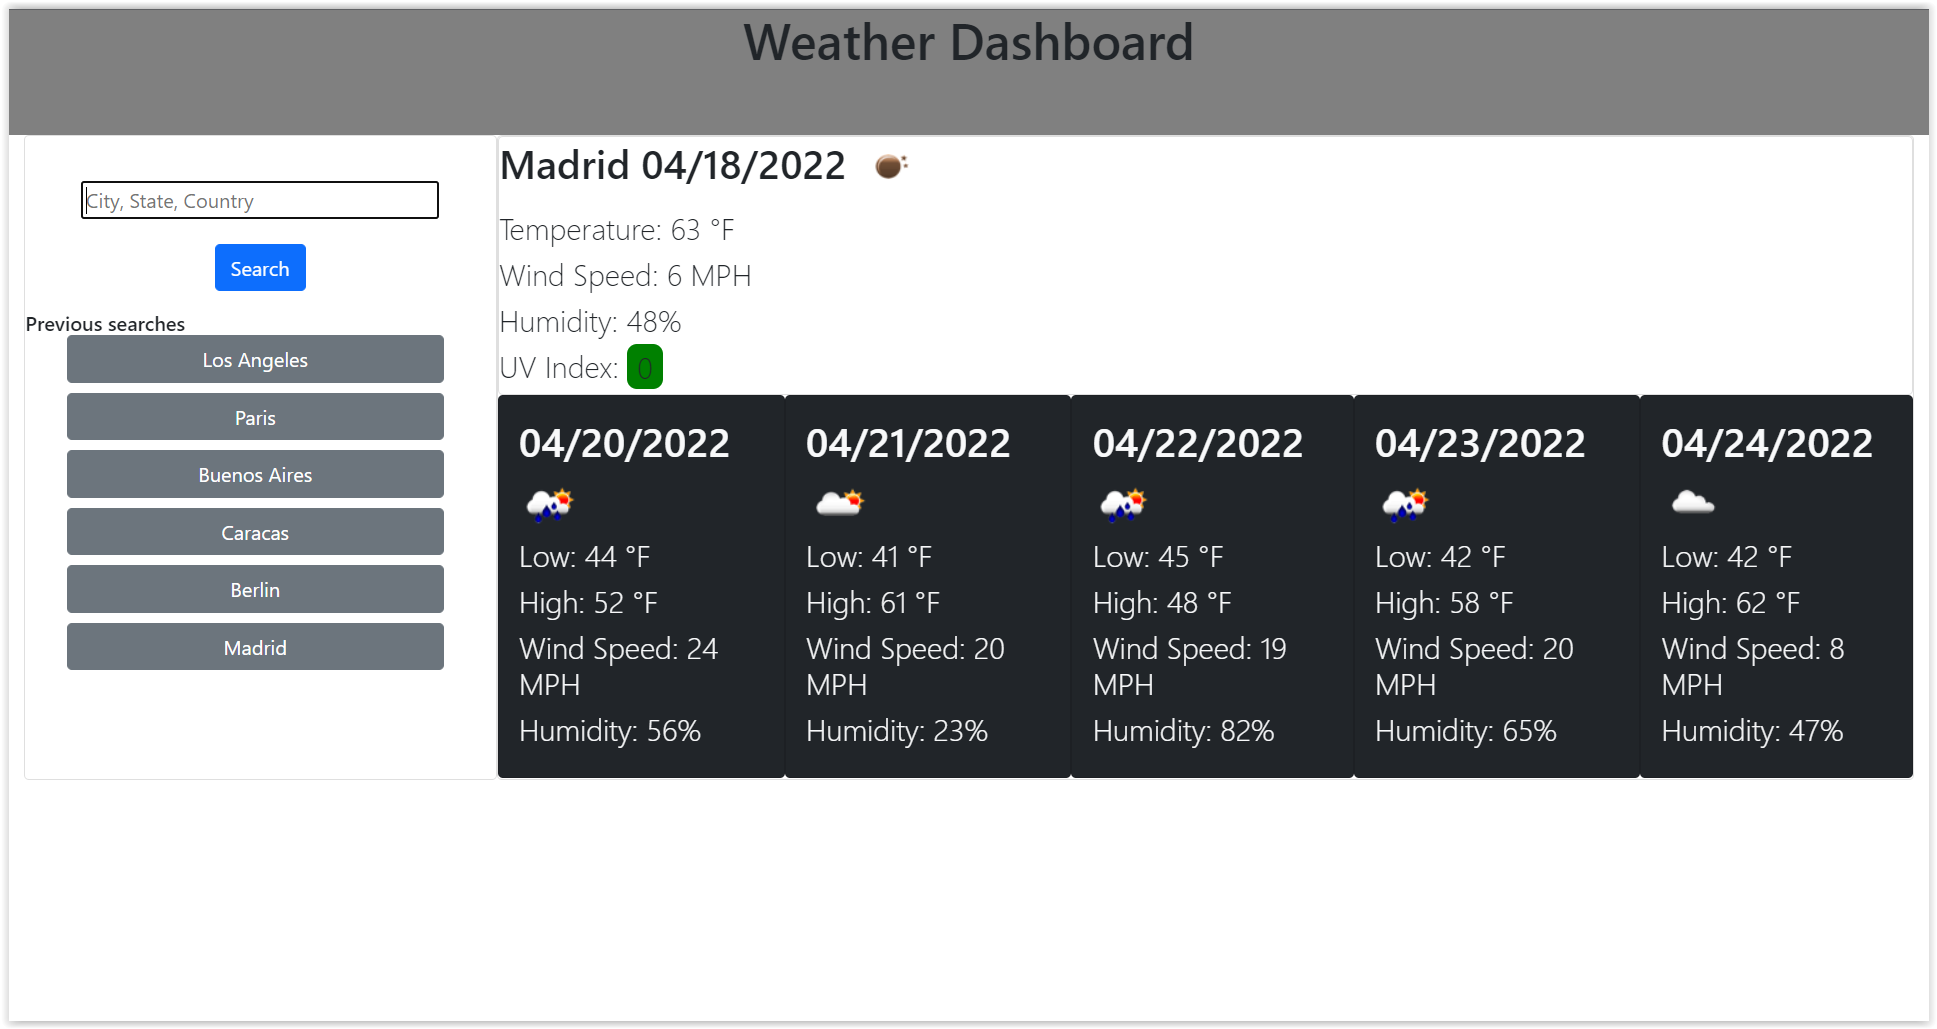 Weather Dashboard
City, State, Country
Search
Previous searches
Los Angeles
Paris
Buenos Aires
Caracas
Berlin
Madrid
Madrid 04/18/2022
Temperature: 63 °F
Wind Speed: 6 MPH
Humidity: 48%
UV Index: 0
04/20/2022
Low: 44 °F
High: 52 °F
Wind Speed: 24
MPH
Humidity: 56%
04/21/2022
Low: 41 °F
High: 61 °F
Wind Speed: 20
MPH
Humidity: 23%
04/22/2022
Low: 45 °F
High: 48 °F
Wind Speed: 19
MPH
Humidity: 82%
04/23/2022
Low: 42 °F
High: 58 °F
Wind Speed: 20
MPH
Humidity: 65%
04/24/2022
Low: 42 °F
High: 62 °F
Wind Speed: 8
MPH
Humidity: 47%